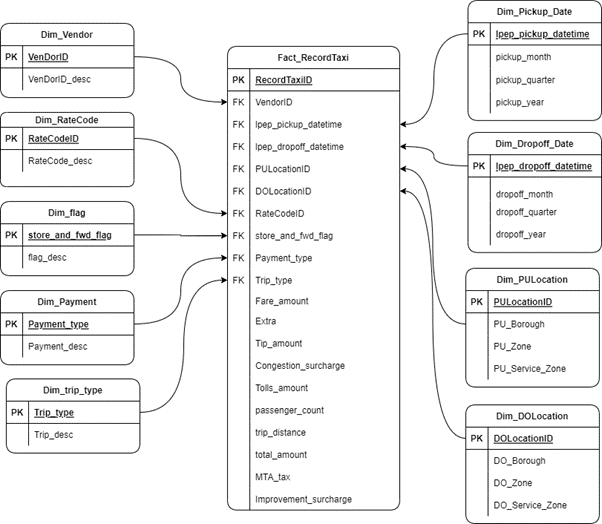 Dim_Vendor
PK VenDorID
VenDorID_desc
Dim_RateCode
PK RateCodeID
RateCode_desc
Dim_flag
PK store_and_fwd_flag
flag_desc
Dim_Payment
PK Payment_type
Payment_desc
Dim_trip_type
PK Trip_type
Trip_desc
Fact_RecordTaxi
PK RecordTaxiID
FK VendorID
FK lpep_pickup_datetime
FK lpep_dropoff_datetime
FK PULocationID
FK DOLocationID
FK RateCodeID
FK store_and_fwd_flag
FK Payment_type
FK Trip_type
Fare_amount
Extra
Tip_amount
Congestion_surcharge
Tolls_amount
passenger_count
trip_distance
total_amount
MTA_tax
Improvement_surcharge
Dim_Pickup_Date
PK lpep_pickup_datetime
pickup_month
pickup_quarter
pickup_year
Dim_Dropoff_Date
PK lpep_dropoff_datetime
dropoff_month
dropoff_quarter
dropoff_year
Dim_PULocation
PK PULocationID
PU_Borough
PU_Zone
PU_Service_Zone
Dim_DOLocation
PK DOLocationID
DO_Borough
DO_Zone
DO_Service_Zone